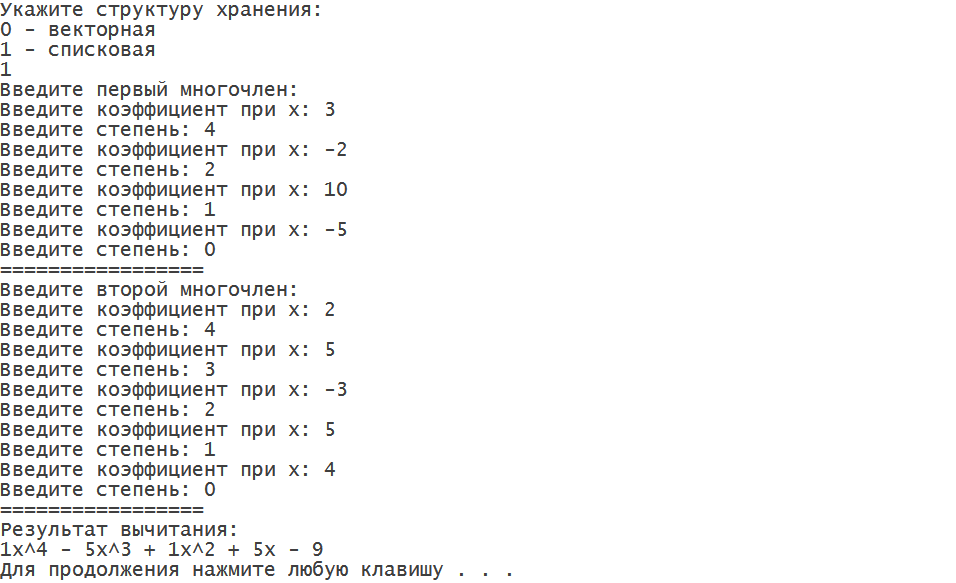 Укажите структуру хранения:
0 - векторная
1 - списковая
1
Введите первый многочлен:
Введите коэффициент при x: 3
Введите степень: 4
Введите коэффициент при x: -2
Введите степень: 2
Введите коэффициент при x: 10
Введите степень: 1
Введите коэффициент при x: -5
Введите степень: 0
=================
Введите второй многочлен:
Введите коэффициент при x: 2
Введите степень: 4
Введите коэффициент при x: 5
Введите степень: 3
Введите коэффициент при x: -3
Введите степень: 2
Введите коэффициент при x: 5
Введите степень: 1
Введите коэффициент при x: 4
Введите степень: 0
=================
Результат вычитания:
1x^4 - 5x^3 + 1x^2 + 5x - 9
Для продолжения нажмите любую клавишу . . .